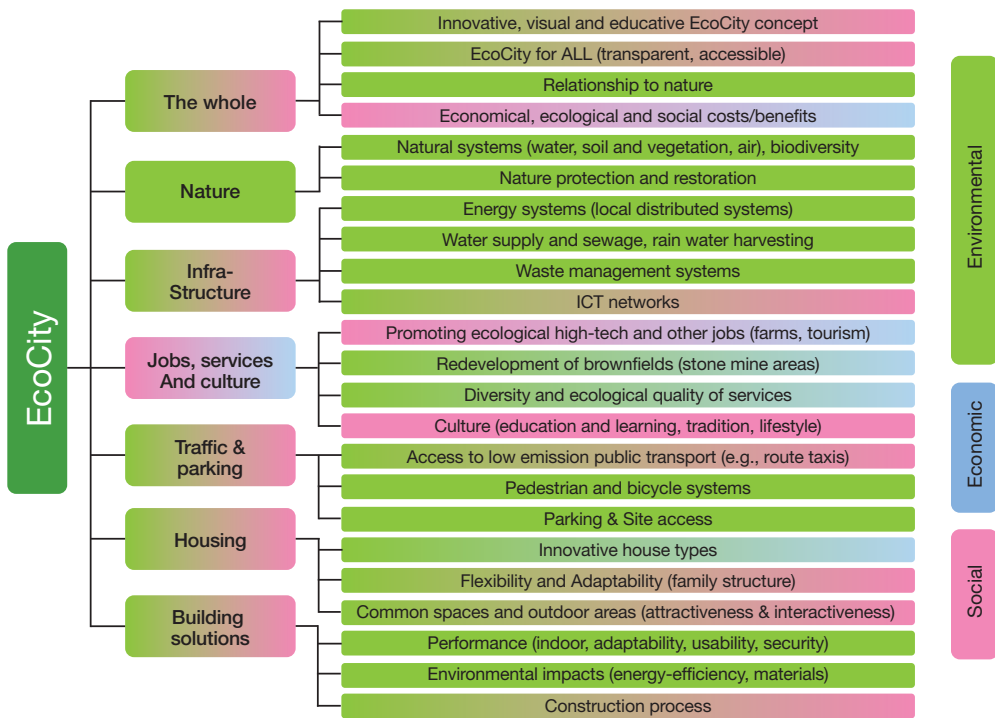 EcoCity
The whole
Innovative, visual and educative EcoCity concept
EcoCity for ALL (transparent, accessible)
Relationship to nature
Economical, ecological and social costs/benefits
Nature
Natural systems (water, soil and vegetation, air), biodiversity
Nature protection and restoration
Infra-
Structure
Energy systems (local distributed systems)
Water supply and sewage, rain water harvesting
Waste management systems
ICT networks
Jobs, services
And culture
Promoting ecological high-tech and other jobs (farms, tourism)
Redevelopment of brownfields (stone mine areas)
Diversity and ecological quality of services
Culture (education and learning, tradition, lifestyle)
Traffic &
parking
Access to low emission public transport (e.g., route taxis)
Pedestrian and bicycle systems
Parking & Site access
Housing
Innovative house types
Flexibility and Adaptability (family structure)
Common spaces and outdoor areas (attractiveness & interactiveness)
Building
solutions
Performance (indoor, adaptability, usability, security)
Environmental impacts (energy-efficiency, materials)
Construction process
Environmental
Economic
Social